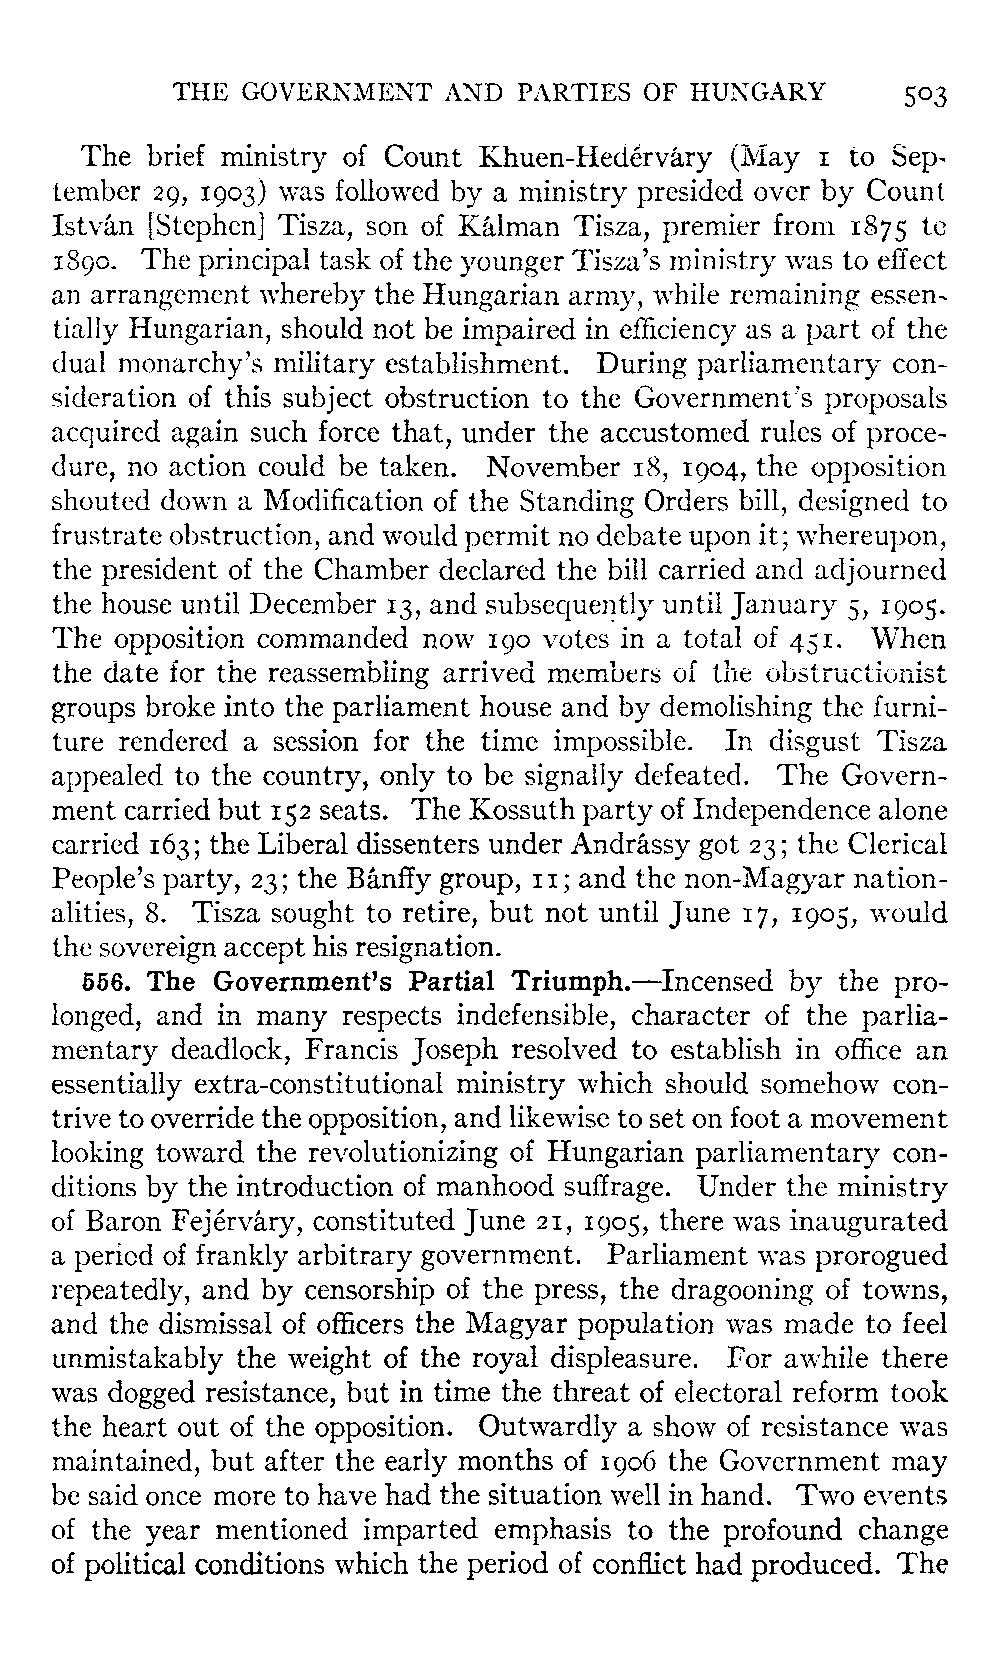 THE GOVERNMENT AND PARTIES OF HUNGARY 503
The brief ministry of Count Khuen-Hedérváry (May 1 to Sep-
tember 29, 1903) was followed by a ministry presided over by Count
István [Stephen] Tisza, son of Kálman Tisza, premier from 1875 to
1890. The principal task of the younger Tisza's ministry was to effect
an arrangement whereby the Hungarian army, while remaining essen-
tially Hungarian, should not be impaired in efficiency as a part of the
dual monarchy's military establishment. During parliamentary con-
sideration of this subject obstruction to the Government's proposals
acquired again such force that, under the accustomed rules of proce-
dure, no action could be taken. November 18, 1904, the opposition
shouted down a Modification of the Standing Orders bill, designed to
frustrate obstruction, and would permit no debate upon it; whereupon,
the president of the Chamber declared the bill carried and adjourned
the house until December 13, and subsequently until January 5, 1905.
The opposition commanded now 190 votes in a total of 451. When
the date for the reassembling arrived members of the obstructionist
groups broke into the parliament house and by demolishing the furni-
ture rendered a session for the time impossible. In disgust Tisza
appealed to the country, only to be signally defeated. The Govern-
ment carried but 152 seats. The Kossuth party of Independence alone
carried 163; the Liberal dissenters under Andrássy got 23; the Clerical
People's party, 23; the Bánffy group, 11; and the non-Magyar nation-
alities, 8. Tisza sought to retire, but not until June 17, 1905, would
the sovereign accept his resignation.
556. The Government's Partial Triumph.—Incensed by the pro-
longed, and in many respects indefensible, character of the parlia-
mentary deadlock, Francis Joseph resolved to establish in office an
essentially extra-constitutional ministry which should somehow con-
trive to override the opposition, and likewise to set on foot a movement
looking toward the revolutionizing of Hungarian parliamentary con-
ditions by the introduction of manhood suffrage. Under the ministry
of Baron Fejérváry, constituted June 21, 1905, there was inaugurated
a period of frankly arbitrary government. Parliament was prorogued
repeatedly, and by censorship of the press, the dragooning of towns,
and the dismissal of officers the Magyar population was made to feel
unmistakably the weight of the royal displeasure. For awhile there
was dogged resistance, but in time the threat of electoral reform took
the heart out of the opposition. Outwardly a show of resistance was
maintained, but after the early months of 1906 the Government may
be said once more to have had the situation well in hand. Two events
of the year mentioned imparted emphasis to the profound change
of political conditions which the period of conflict had produced. The